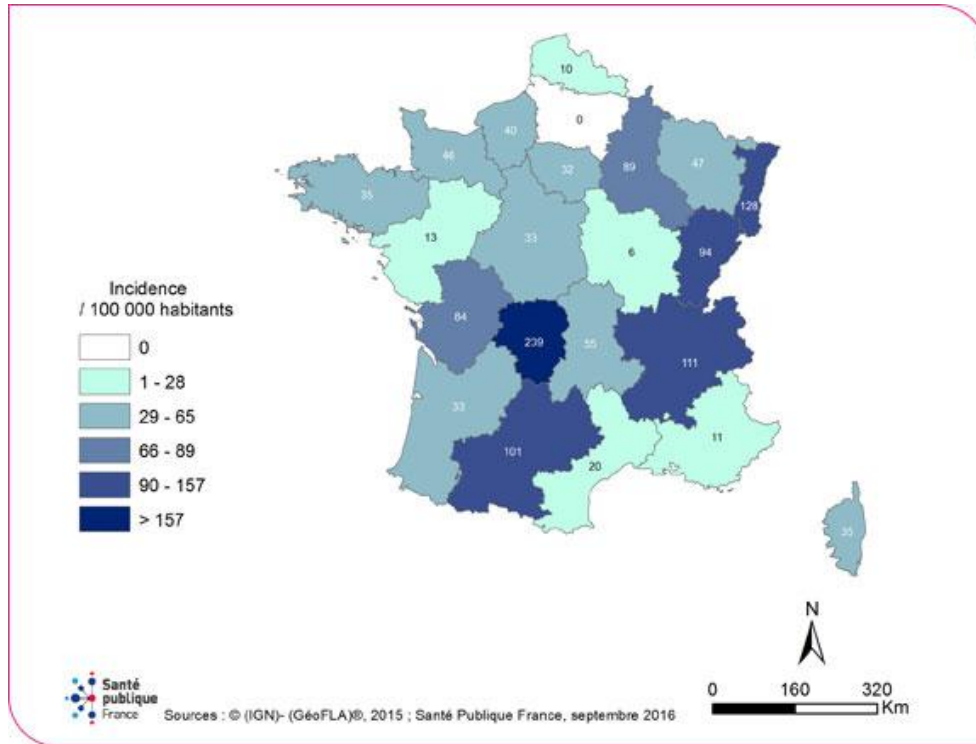 10
0
40
46
32
89
47
128
35
13
33
6
94
84
239
55
111
33
101
20
11
35
Incidence
/ 100 000 habitants
0
1 - 28
29 - 65
66 - 89
90 - 157
> 157
N
0 160 320
Km
Santé
publique
France
Sources : © (IGN)- (GéoFLA)®, 2015 ; Santé Publique France, septembre 2016